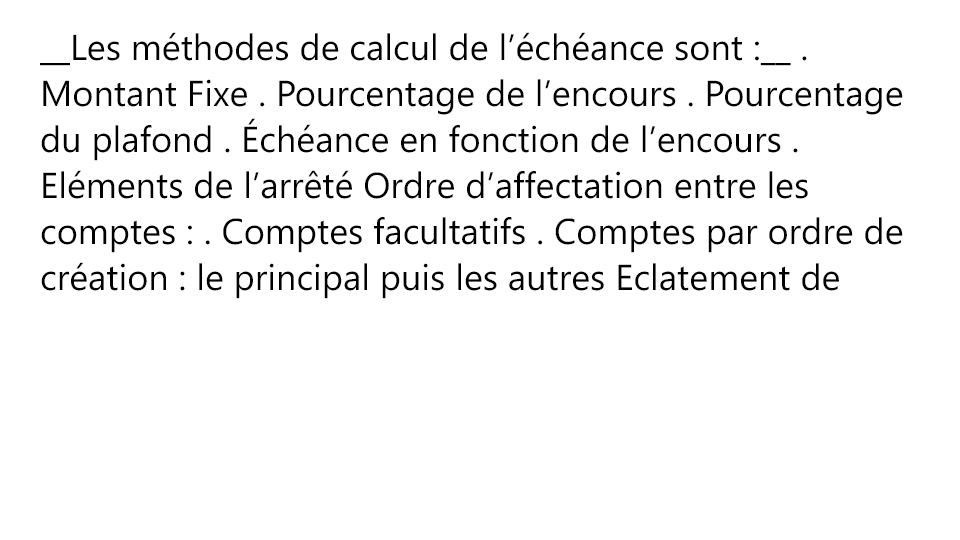 __Les méthodes de calcul de l’échéance sont :__ .
Montant Fixe . Pourcentage de l’encours . Pourcentage
du plafond . Échéance en fonction de l’encours .
Eléments de l’arrêté Ordre d’affectation entre les
comptes : . Comptes facultatifs . Comptes par ordre de
création : le principal puis les autres Eclatement de